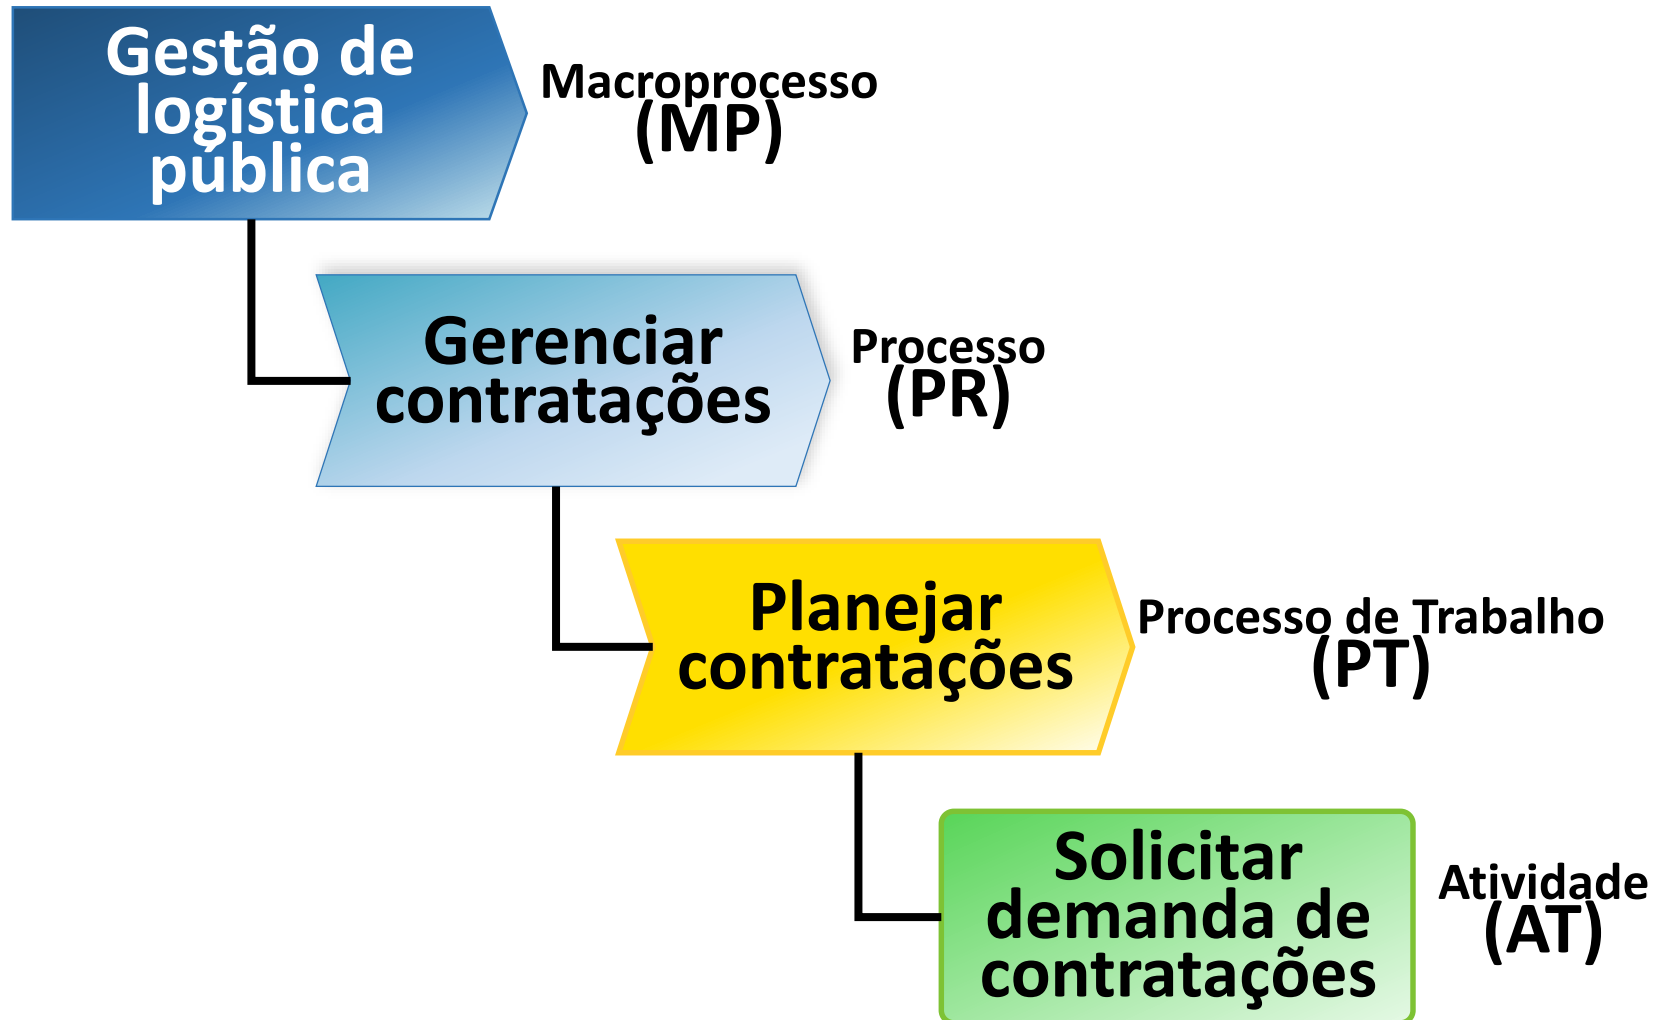 Gestão de
logística
pública
Macroprocesso
(MP)
Gerenciar
contratações
Processo
(PR)
Planejar
contratações
Processo de Trabalho
(PT)
Solicitar
demanda de
contratações
Atividade
(AT)